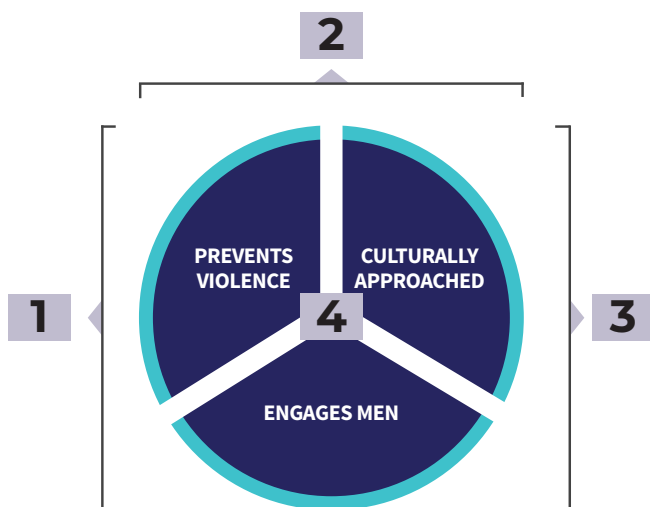 2
PREVENTS
VIOLENCE
CULTURALLY
APPROACHED
1
4
3
ENGAGES MEN